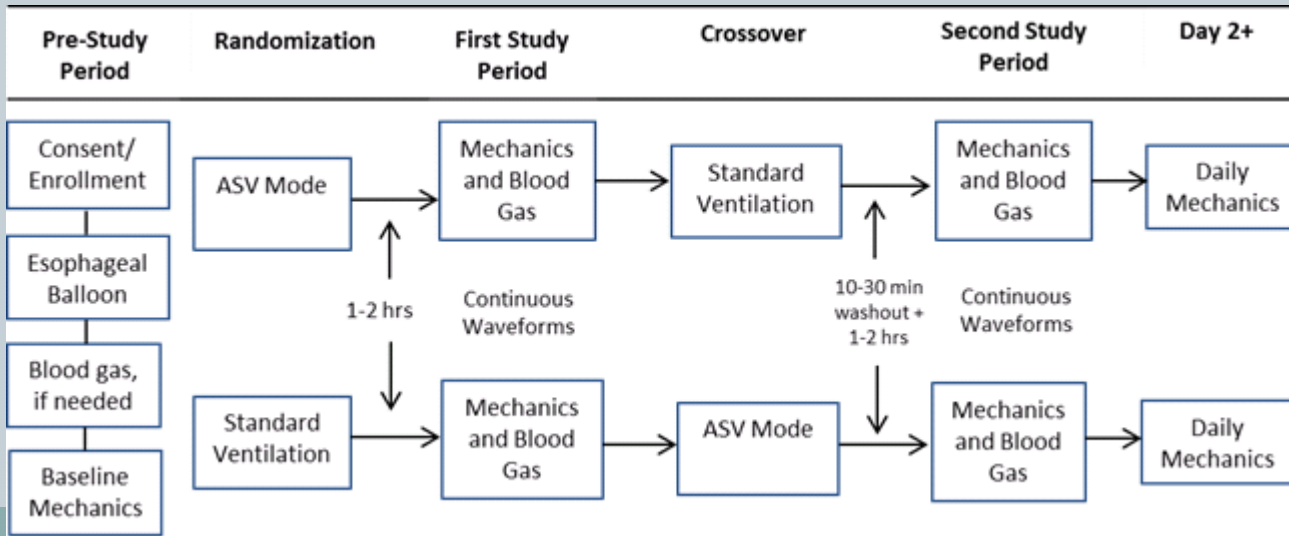 Pre-Study
Period
Randomization
First Study
Period
Crossover
Second Study
Period
Day 2+
Consent/
Enrollment
Esophageal
Balloon
Blood gas,
if needed
Baseline
Mechanics
ASV Mode
Mechanics
and Blood
Gas
Standard
Ventilation
Mechanics
and Blood
Gas
Daily
Mechanics
1-2 hrs
Continuous
Waveforms
10-30 min
washout +
1-2 hrs
Continuous
Waveforms
Standard
Ventilation
Mechanics
and Blood
Gas
ASV Mode
Mechanics
and Blood
Gas
Daily
Mechanics